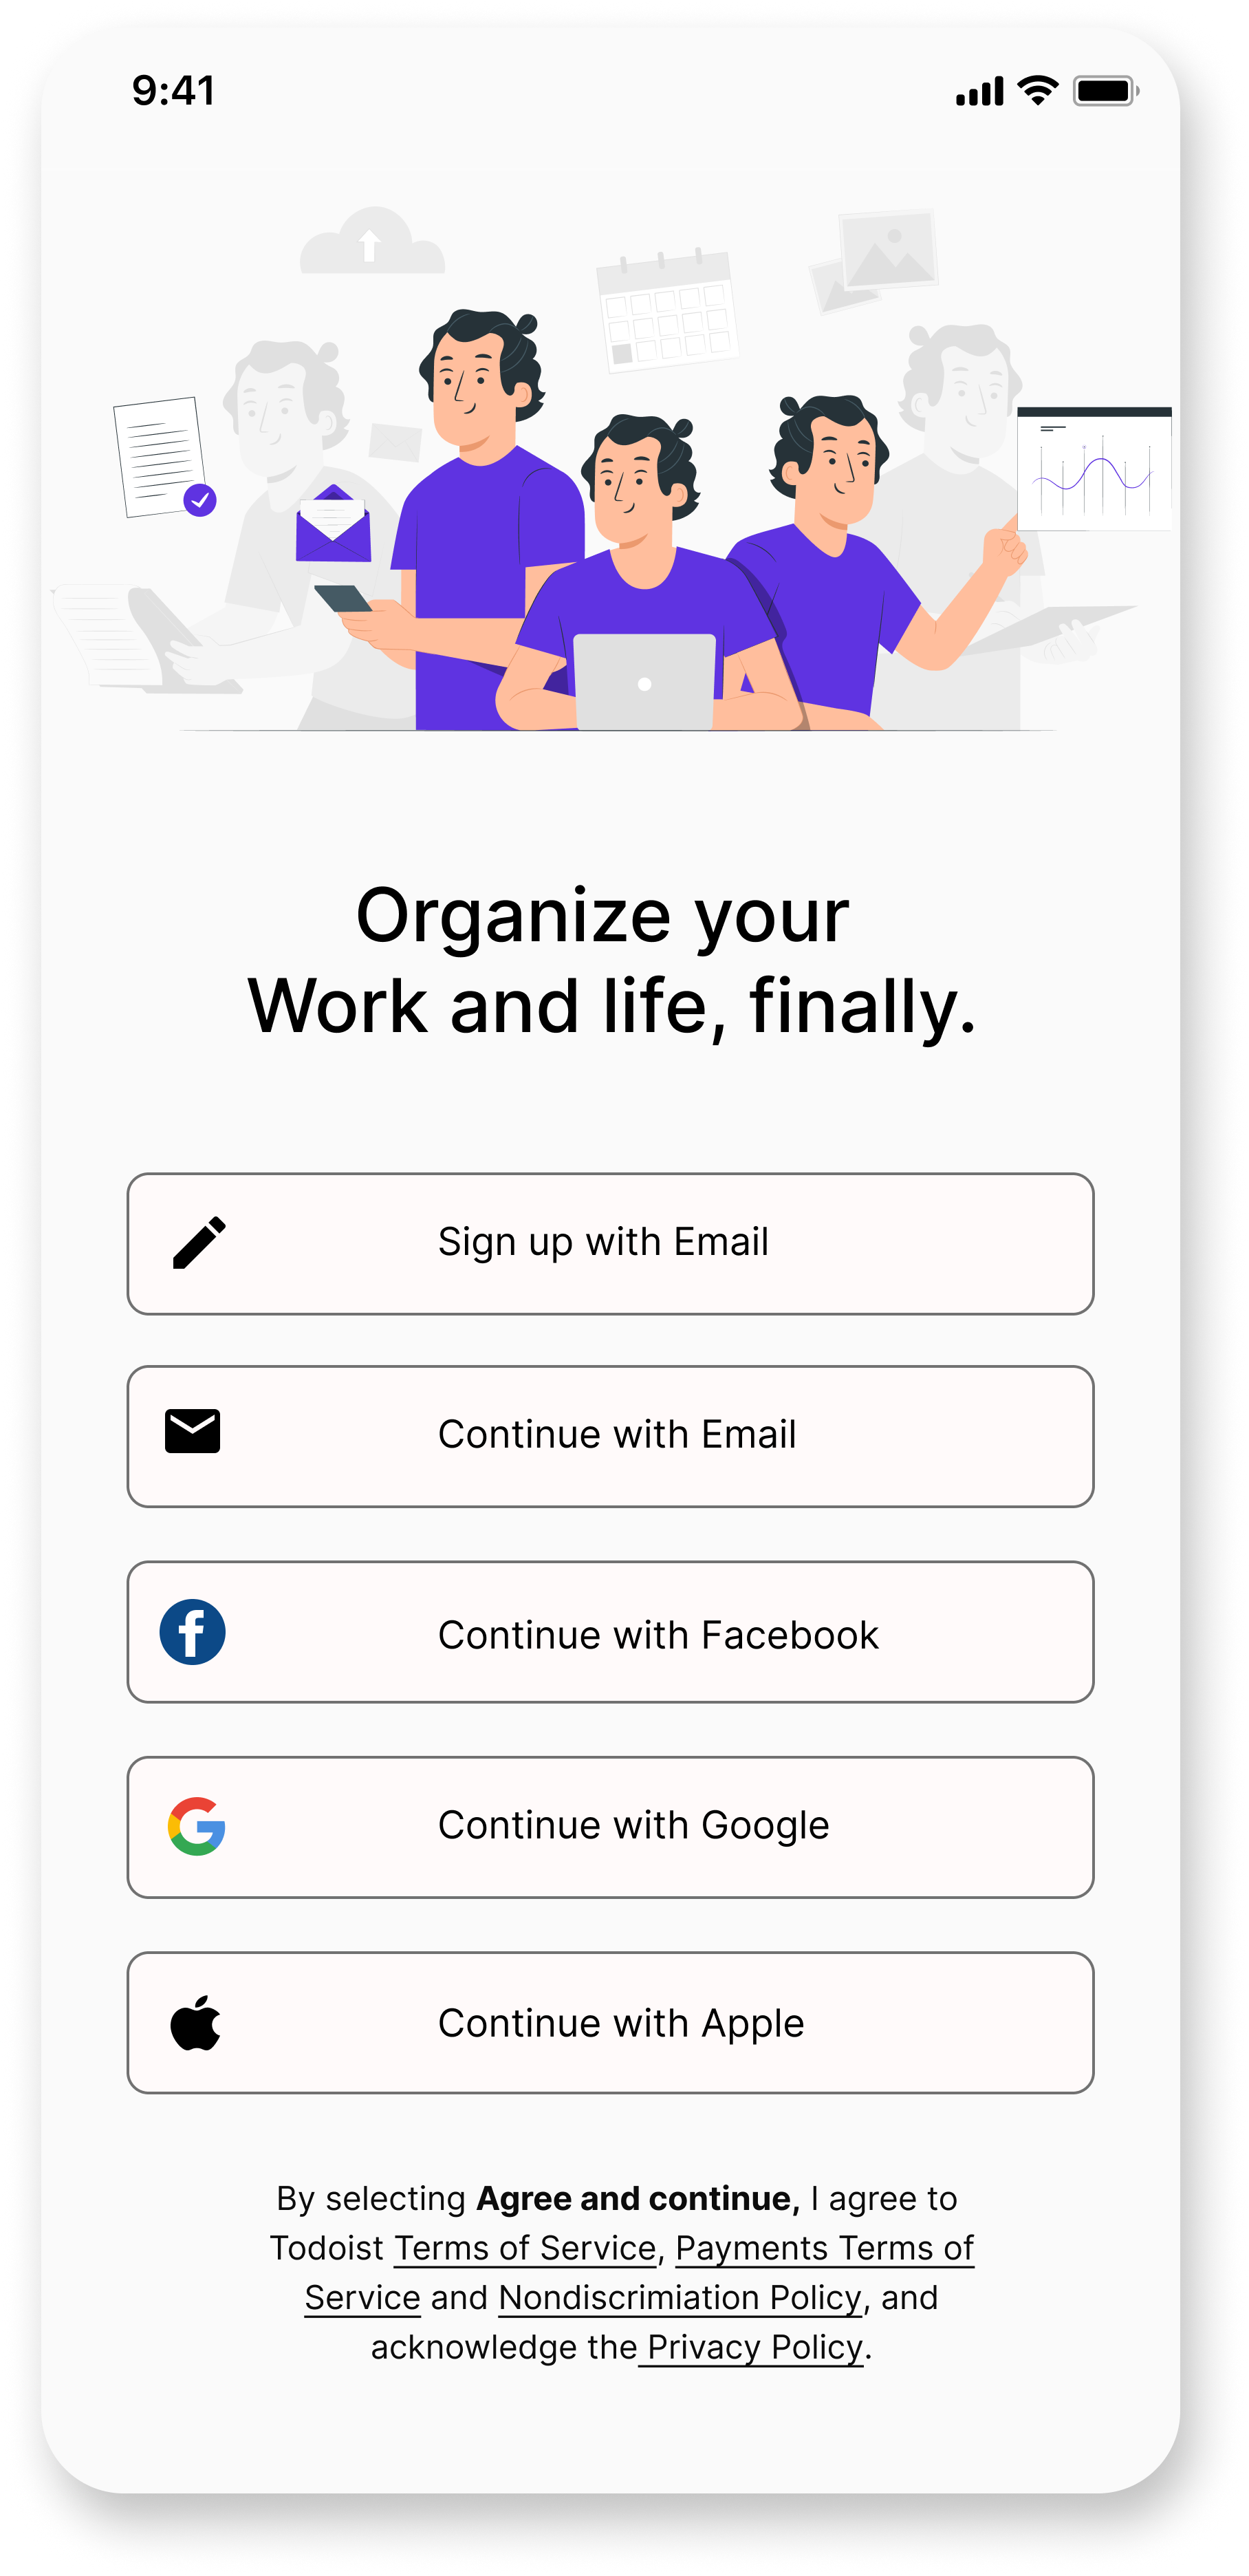 9:41
Organize your
Work and life, finally.
Sign up with Email
Continue with Email
Continue with Facebook
Continue with Google
Continue with Apple
By selecting Agree and continue, I agree to
Todoist Terms of Service, Payments Terms of
Service and Nondiscrimiation Policy, and
acknowledge the Privacy Policy.